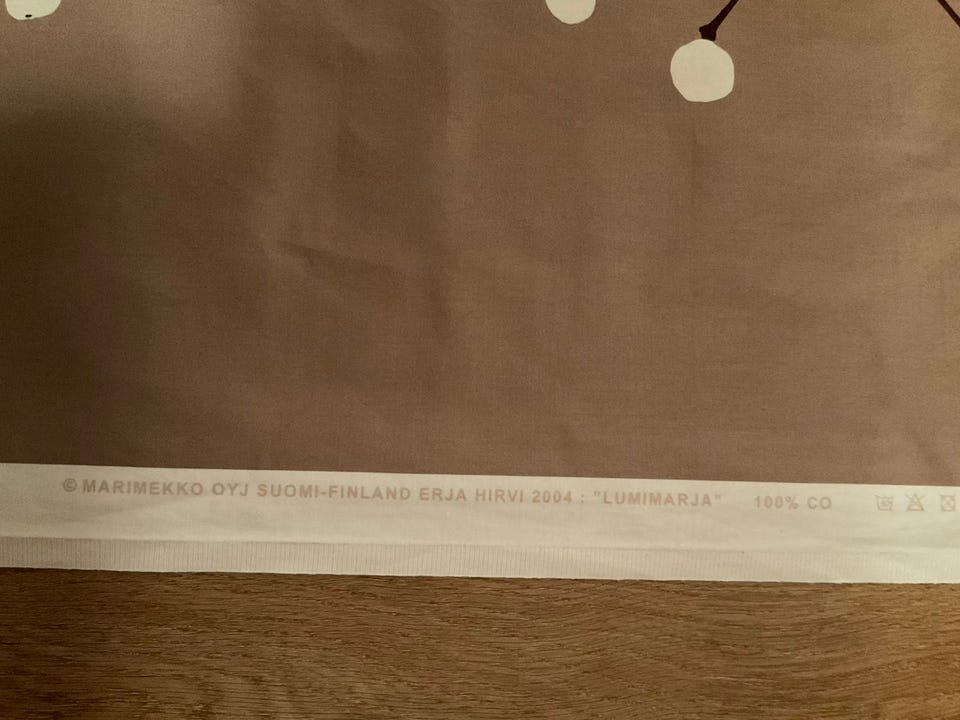 © MARIMEKKO OYJ SUOMI-FINLAND ERJA HIRVI 2004 : "LUMIMARJA" 100% CO